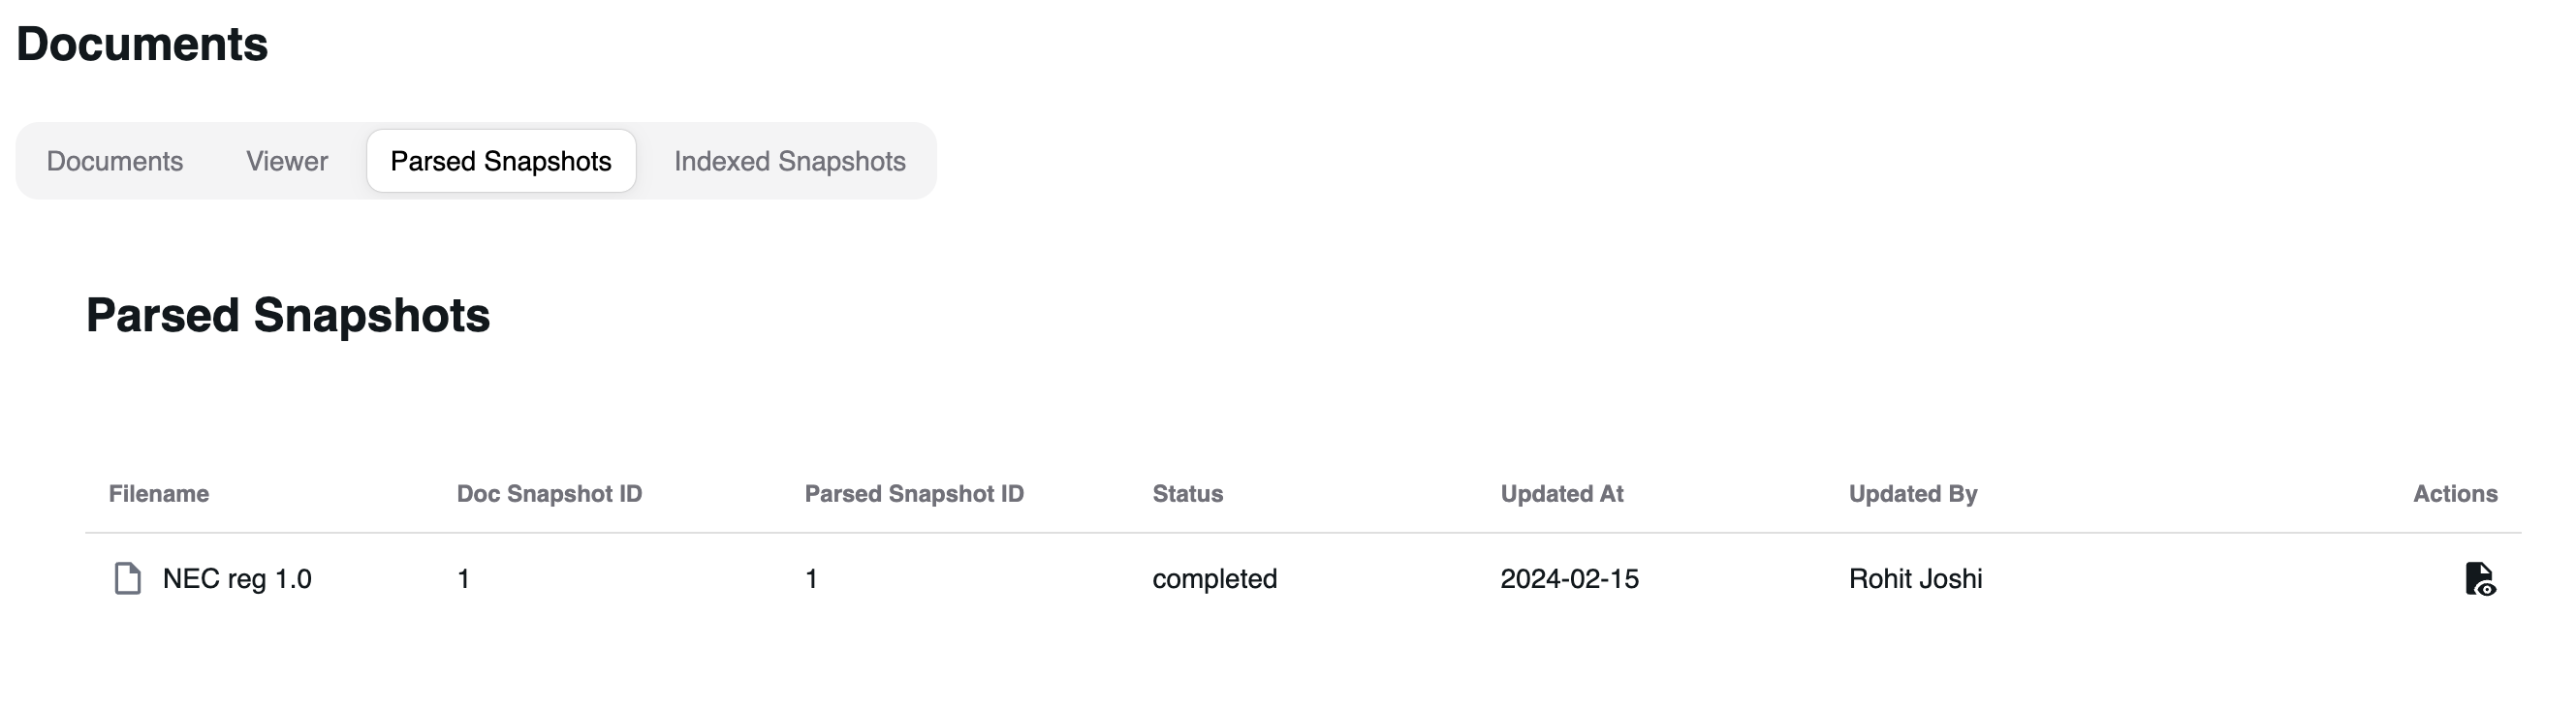 Documents
Documents Viewer Parsed Snapshots Indexed Snapshots
Parsed Snapshots
Filename Doc Snapshot ID Parsed Snapshot ID Status Updated At Updated By Actions
NEC reg 1.0 1 1 completed 2024-02-15 Rohit Joshi